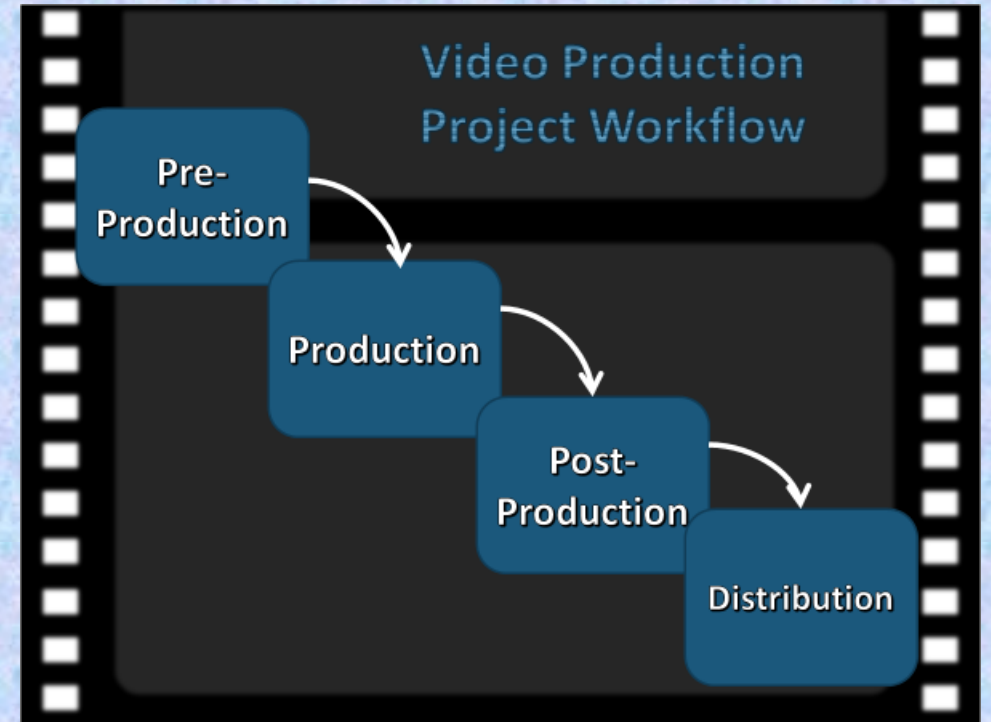 Video Production
Project Workflow
Pre-
Production
Production
Post-
Production
Distribution